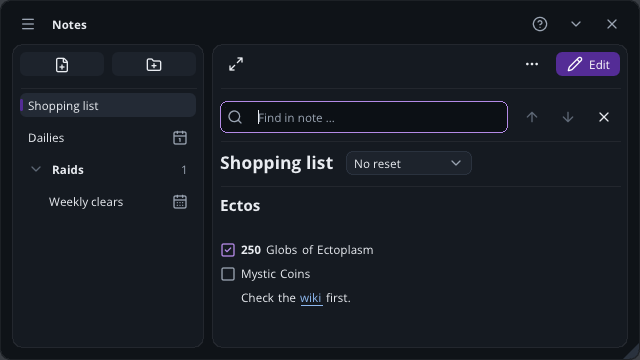 Notes
Shopping list
Dailies
Raids 1
Weekly clears
Edit
Find in note ...
Shopping list No reset
Ectos
250 Globs of Ectoplasm
Mystic Coins
Check the wiki first.